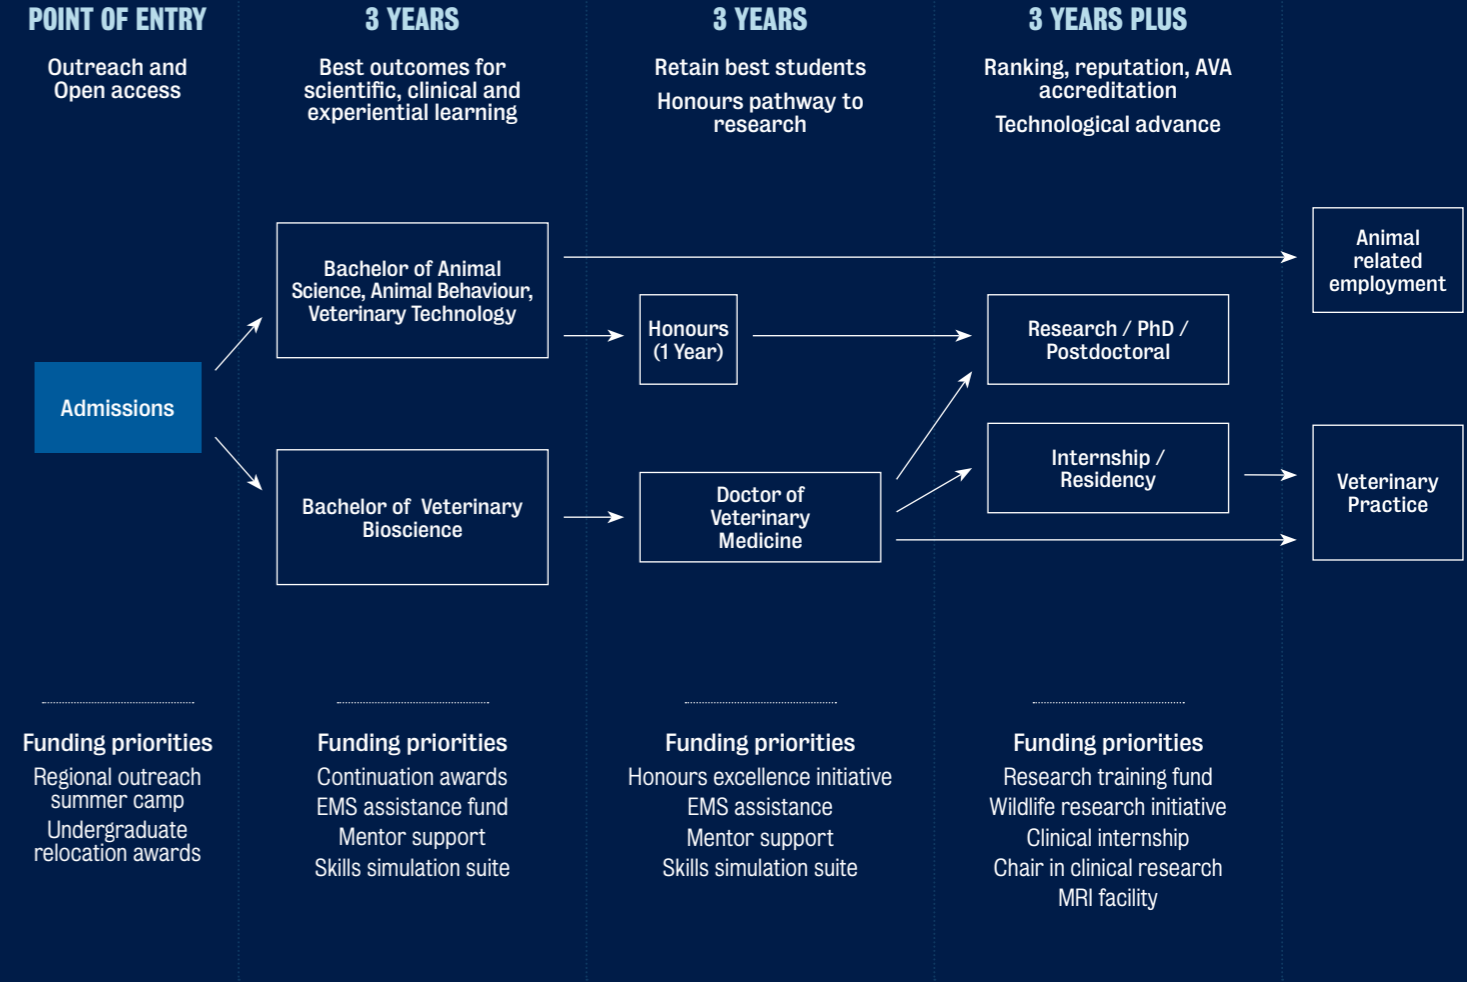 POINT OF ENTRY
Outreach and
Open access
3 YEARS
Best outcomes for
scientific, clinical and
experiential learning
3 YEARS
Retain best students
Honours pathway to
research
3 YEARS PLUS
Ranking, reputation, AVA
accreditation
Technological advance
Admissions
Bachelor of Animal
Science, Animal Behaviour,
Veterinary Technology
Bachelor of Veterinary
Bioscience
Honours
(1 Year)
Doctor of
Veterinary
Medicine
Research / PhD /
Postdoctoral
Internship /
Residency
Animal
related
employment
Veterinary
Practice
Funding priorities
Regional outreach
summer camp
Undergraduate
relocation awards
Funding priorities
Continuation awards
EMS assistance fund
Mentor support
Skills simulation suite
Funding priorities
Honours excellence initiative
EMS assistance
Mentor support
Skills simulation suite
Funding priorities
Research training fund
Wildlife research initiative
Clinical internship
Chair in clinical research
MRI facility